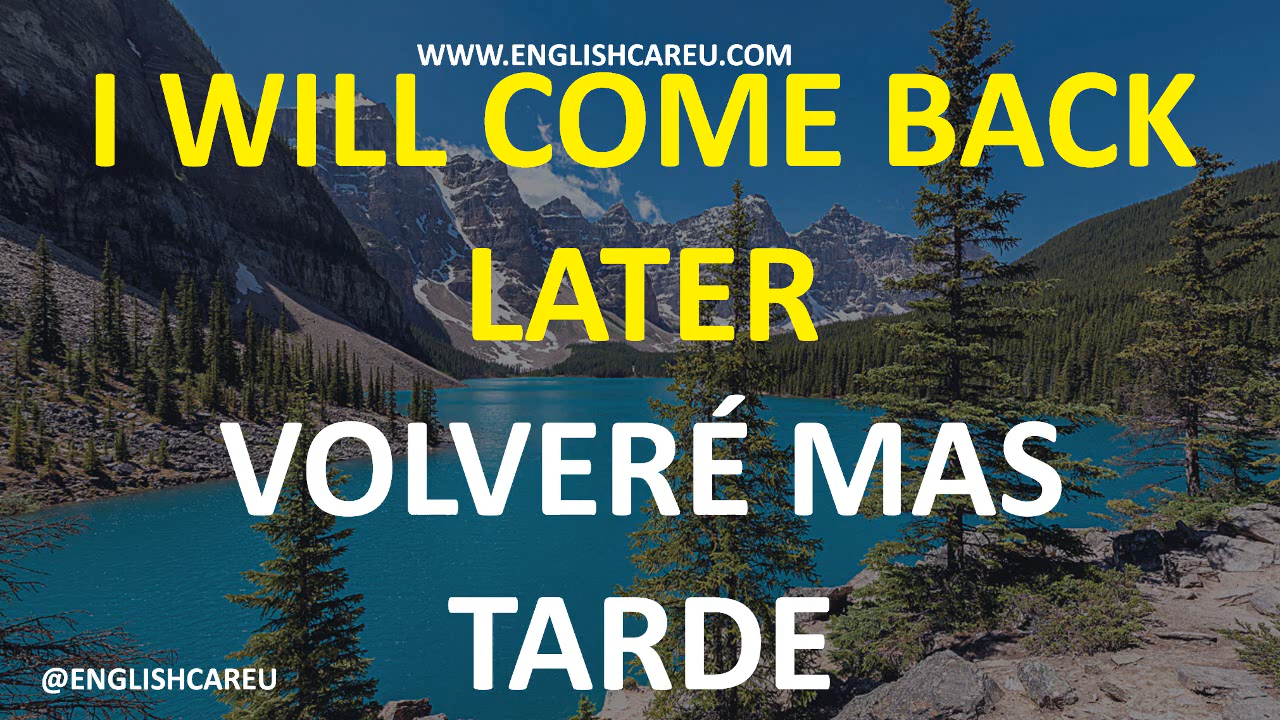 WWW.ENGLISHCAREU.COM
I WILL COME BACK
LATER
VOLVERÉ MAS
TARDE
@ENGLISHCAREU